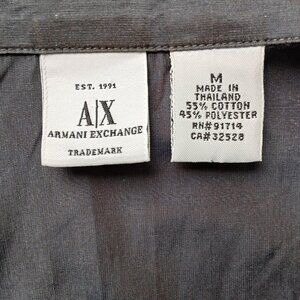 EST. 1991
A|X
ARMANI EXCHANGE
TRADEMARK
M
MADE IN
THAILAND
55% COTTON
45% POLYESTER
RN#91714
CA#32528